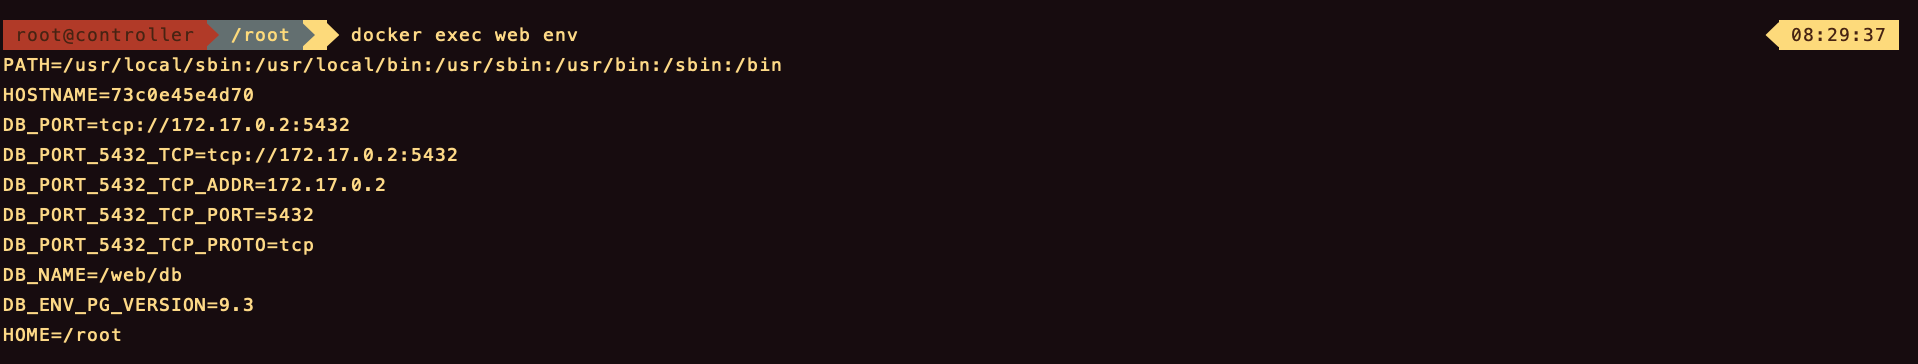 root@controller /root docker exec web env 08:29:37
PATH=/usr/local/sbin:/usr/local/bin:/usr/sbin:/usr/bin:/sbin:/bin
HOSTNAME=73c0e45e4d70
DB_PORT=tcp://172.17.0.2:5432
DB_PORT_5432_TCP=tcp://172.17.0.2:5432
DB_PORT_5432_TCP_ADDR=172.17.0.2
DB_PORT_5432_TCP_PORT=5432
DB_PORT_5432_TCP_PROTO=tcp
DB_NAME=/web/db
DB_ENV_PG_VERSION=9.3
HOME=/root